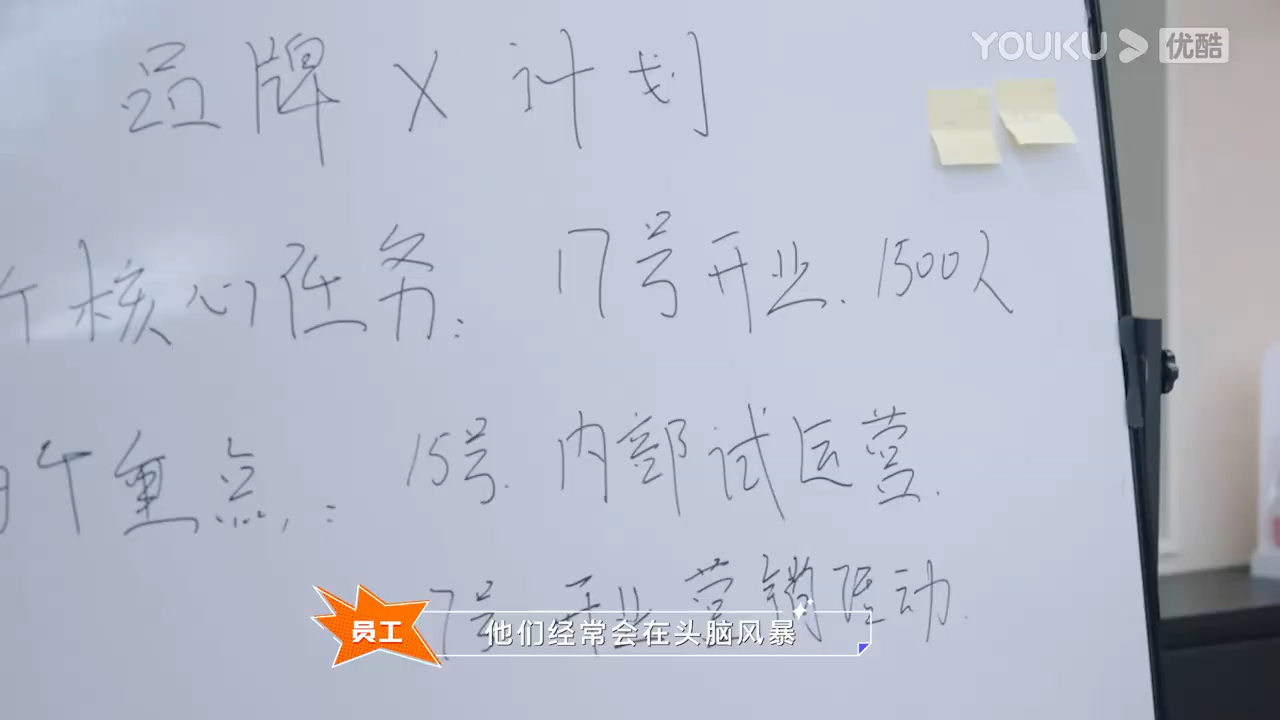 YOUKU 优酷
品牌 X 计划
个核心任务: 17号开业、1500人
个重点: 15号. 内部试运营.
7号 开业营销活动.
员工 他们经常会在头脑风暴